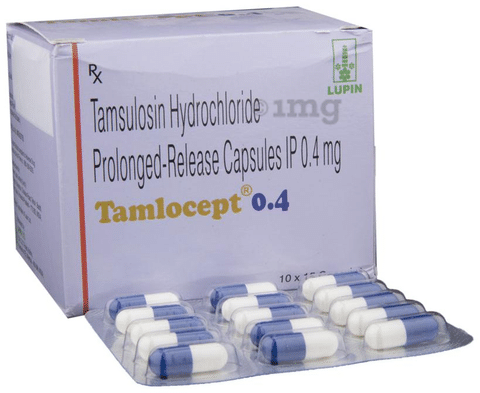 LUPIN
Rx
Tamsulosin Hydrochloride
1mg
Prolonged-Release Capsules IP 0.4 mg
Tamlocept® 0.4
10 x 15